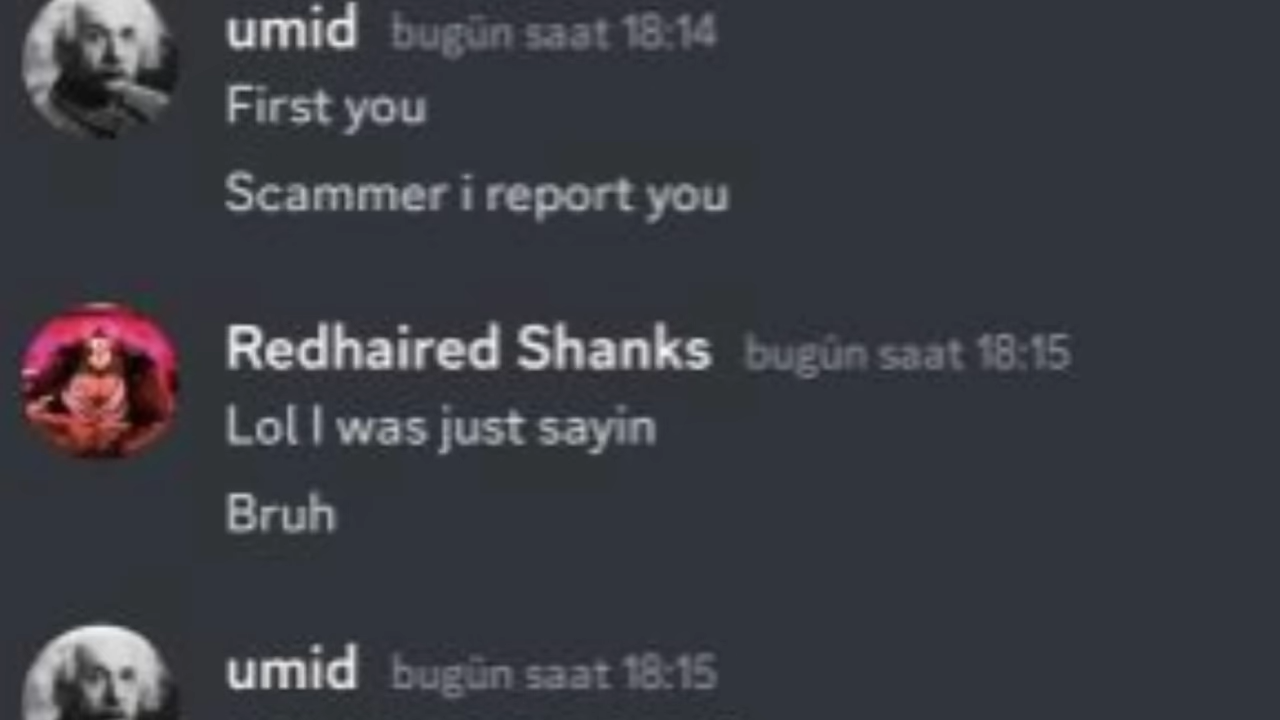 umid bugün saat 18:14
First you
Scammer i report you
Redhaired Shanks bugün saat 18:15
Lol I was just sayin
Bruh
umid bugün saat 18:15